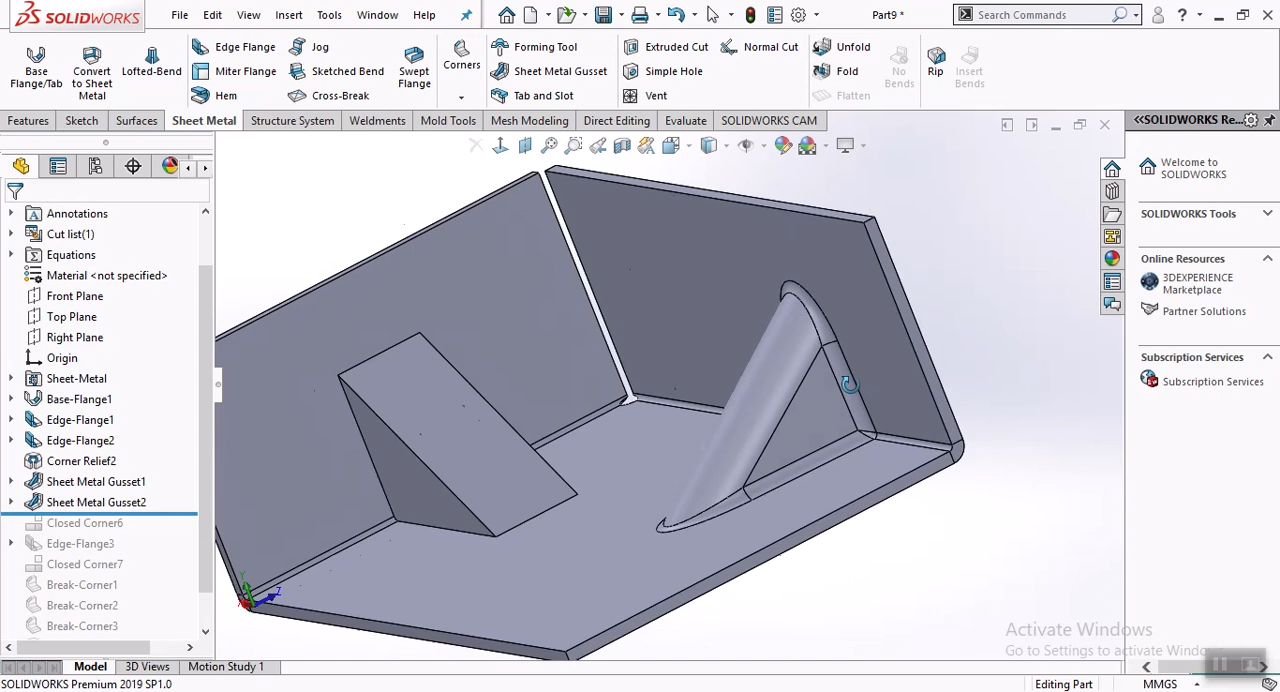 SOLIDWORKS File Edit View Insert Tools Window Help Part9 * Search Commands ?
Base Flange/Tab Convert to Sheet Metal Lofted-Bend Edge Flange Jog Swept Flange Corners Forming Tool Extruded Cut Normal Cut Unfold No Bends Rip Insert Bends
Miter Flange Sketched Bend Sheet Metal Gusset Simple Hole Fold
Hem Cross-Break Tab and Slot Vent Flatten
Features Sketch Surfaces Sheet Metal Structure System Weldments Mold Tools Mesh Modeling Direct Editing Evaluate SOLIDWORKS CAM
<<SOLIDWORKS Re...
Annotations
Cut list(1)
Equations
Material <not specified>
Front Plane
Top Plane
Right Plane
Origin
Sheet-Metal
Base-Flange1
Edge-Flange1
Edge-Flange2
Corner Relief2
Sheet Metal Gusset1
Sheet Metal Gusset2
Closed Corner6
Edge-Flange3
Closed Corner7
Break-Corner1
Break-Corner2
Break-Corner3
Y
Z
Welcome to
SOLIDWORKS
SOLIDWORKS Tools
Online Resources
3DEXPERIENCE
Marketplace
Partner Solutions
Subscription Services
Subscription Services
Activate Windows
Go to Settings to activate Windo
Model 3D Views Motion Study 1
SOLIDWORKS Premium 2019 SP1.0 Editing Part MMGS